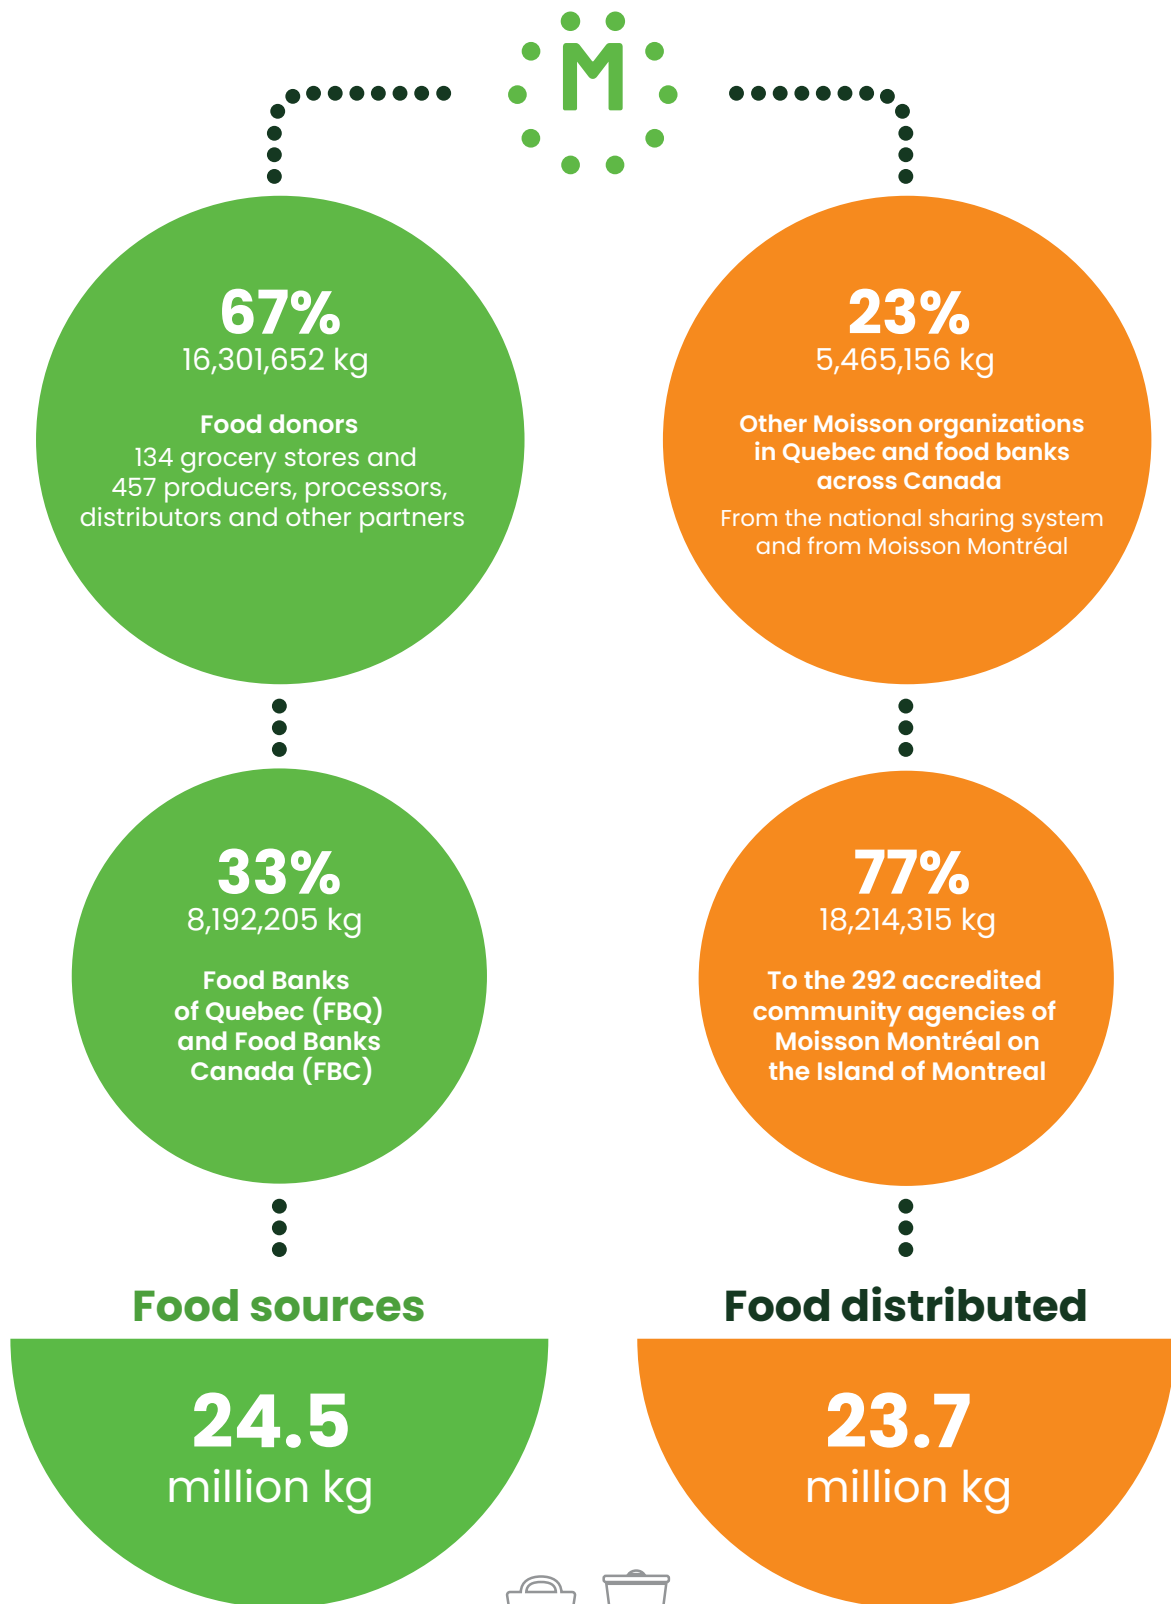 M
67%
16,301,652 kg
Food donors
134 grocery stores and
457 producers, processors,
distributors and other partners
33%
8,192,205 kg
Food Banks
of Quebec (FBQ)
and Food Banks
Canada (FBC)
Food sources
24.5
million kg
23%
5,465,156 kg
Other Moisson organizations
in Quebec and food banks
across Canada
From the national sharing system
and from Moisson Montréal
77%
18,214,315 kg
To the 292 accredited
community agencies of
Moisson Montréal on
the Island of Montreal
Food distributed
23.7
million kg